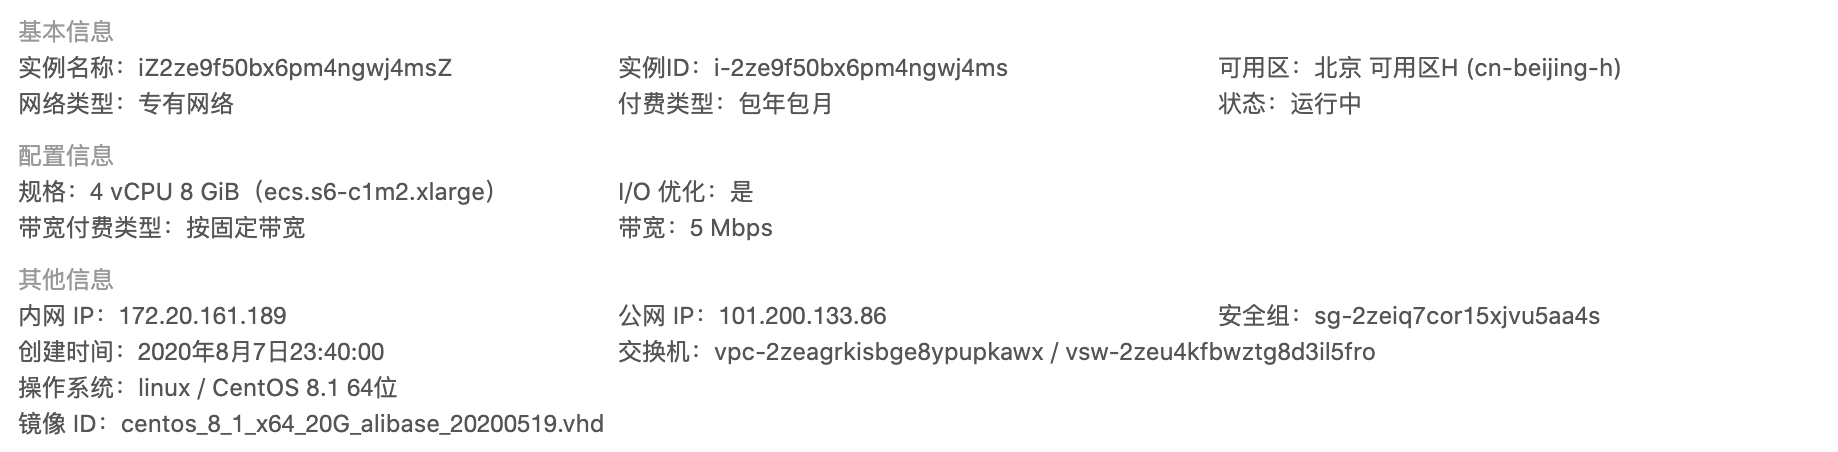 基本信息
实例名称：iZ2ze9f50bx6pm4ngwj4msZ 实例ID：i-2ze9f50bx6pm4ngwj4ms 可用区：北京 可用区H (cn-beijing-h)
网络类型：专有网络 付费类型：包年包月 状态：运行中
配置信息
规格：4 vCPU 8 GiB（ecs.s6-c1m2.xlarge） I/O 优化：是
带宽付费类型：按固定带宽 带宽：5 Mbps
其他信息
内网 IP：172.20.161.189 公网 IP：101.200.133.86 安全组：sg-2zeiq7cor15xjvu5aa4s
创建时间：2020年8月7日23:40:00 交换机：vpc-2zeagrkisbge8ypupkawx / vsw-2zeu4kfbwztg8d3il5fro
操作系统：linux / CentOS 8.1 64位
镜像 ID：centos_8_1_x64_20G_alibase_20200519.vhd